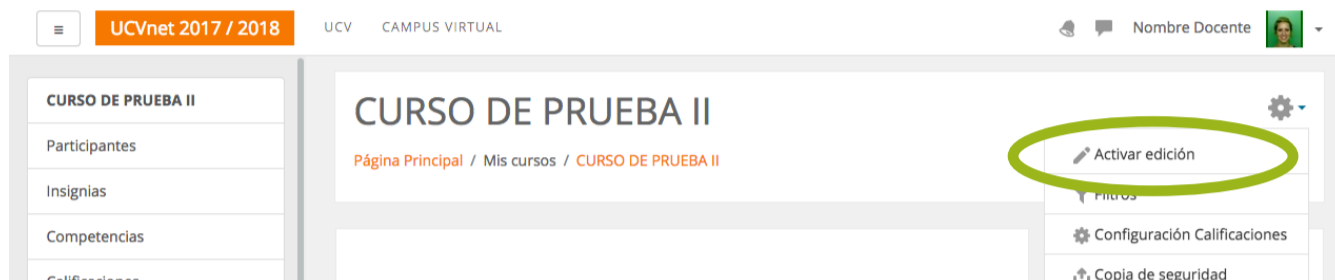 UCVnet 2017 / 2018 UCV CAMPUS VIRTUAL Nombre Docente
CURSO DE PRUEBA II
Participantes
Insignias
Competencias
Calificaciones
CURSO DE PRUEBA II
Página Principal / Mis cursos / CURSO DE PRUEBA II
Activar edición
Filtros
Configuración Calificaciones
Copia de seguridad